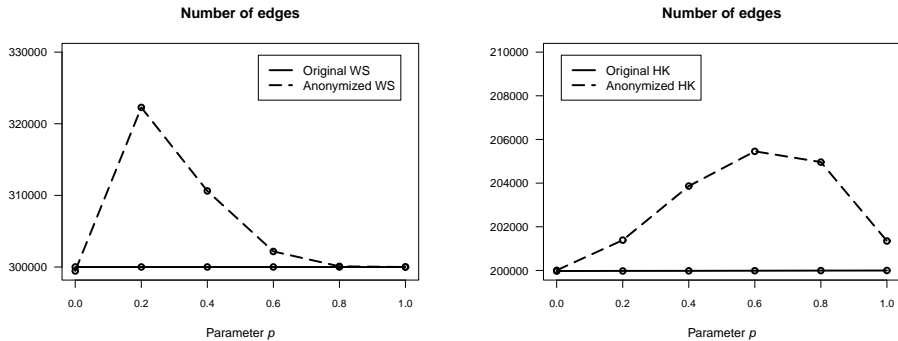 Number of edges
330000
320000
310000
300000
Original WS
Anonymized WS
0.0 0.2 0.4 0.6 0.8 1.0
Parameter p
Number of edges
210000
208000
206000
204000
202000
200000
Original HK
Anonymized HK
0.0 0.2 0.4 0.6 0.8 1.0
Parameter p